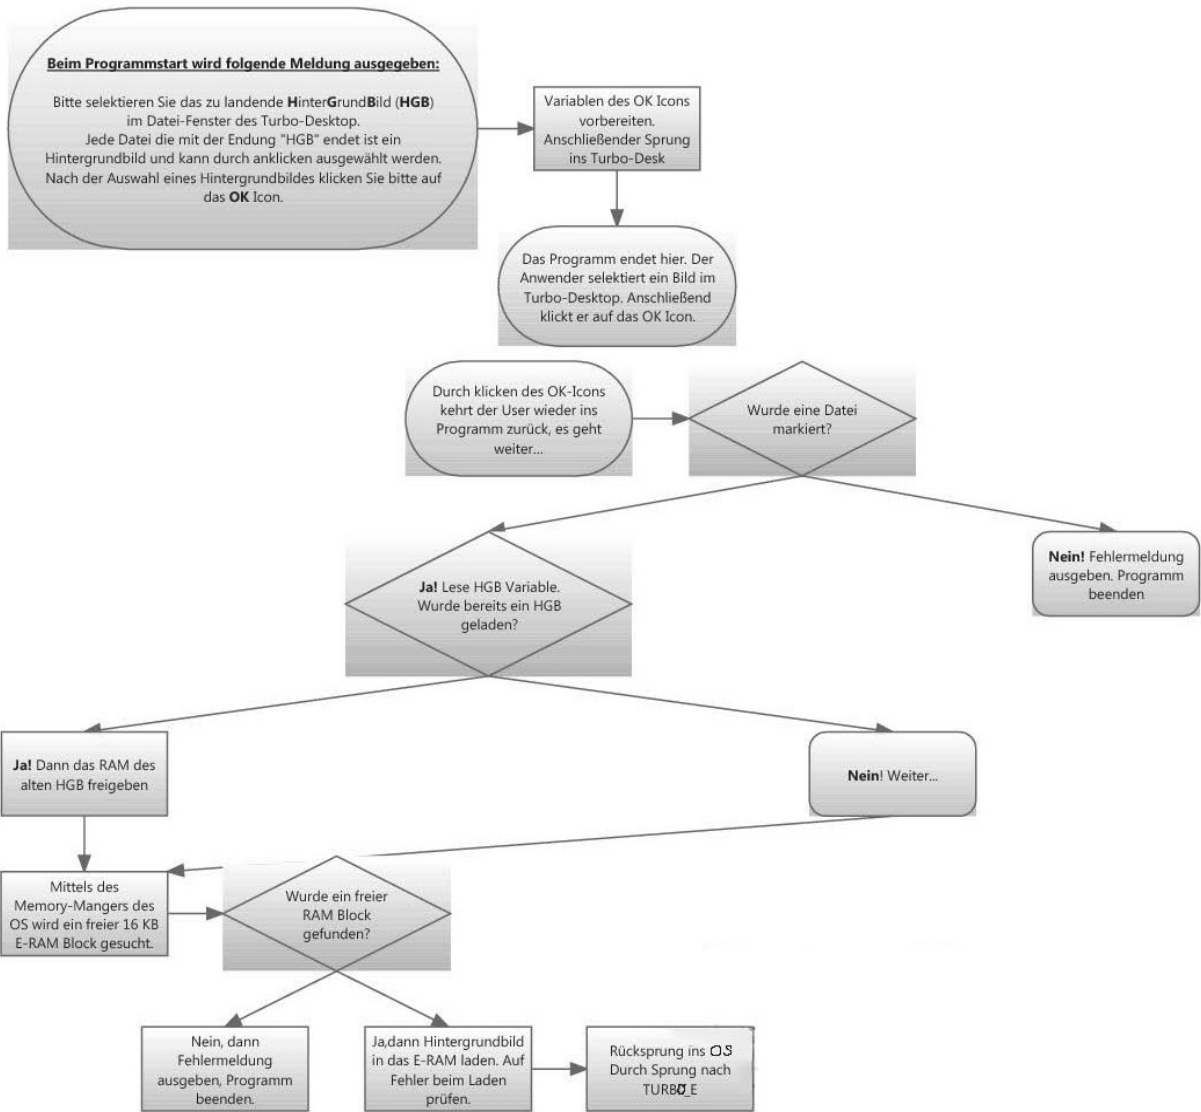 Beim Programmstart wird folgende Meldung ausgegeben:
Bitte selektieren Sie das zu landende HinterGrundBild (HGB)
im Datei-Fenster des Turbo-Desktop.
Jede Datei die mit der Endung "HGB" endet ist ein
Hintergrundbild und kann durch anklicken ausgewählt werden.
Nach der Auswahl eines Hintergrundbildes klicken Sie bitte auf
das OK Icon.
Variablen des OK Icons
vorbereiten.
Anschließender Sprung
ins Turbo-Desk
Das Programm endet hier. Der
Anwender selektiert ein Bild im
Turbo-Desktop. Anschließend
klickt er auf das OK Icon.
Durch klicken des OK-Icons
kehrt der User wieder ins
Programm zurück, es geht
weiter...
Wurde eine Datei
markiert?
Ja! Lese HGB Variable.
Wurde bereits ein HGB
geladen?
Nein! Fehlermeldung
ausgeben. Programm
beenden
Ja! Dann das RAM des
alten HGB freigeben
Nein! Weiter...
Mittels des
Memory-Mangers des
OS wird ein freier 16 KB
E-RAM Block gesucht.
Wurde ein freier
RAM Block
gefunden?
Nein, dann
Fehlermeldung
ausgeben, Programm
beenden.
Ja,dann Hintergrundbild
in das E-RAM laden. Auf
Fehler beim Laden
prüfen.
Rücksprung ins OS
Durch Sprung nach
TURBO_E